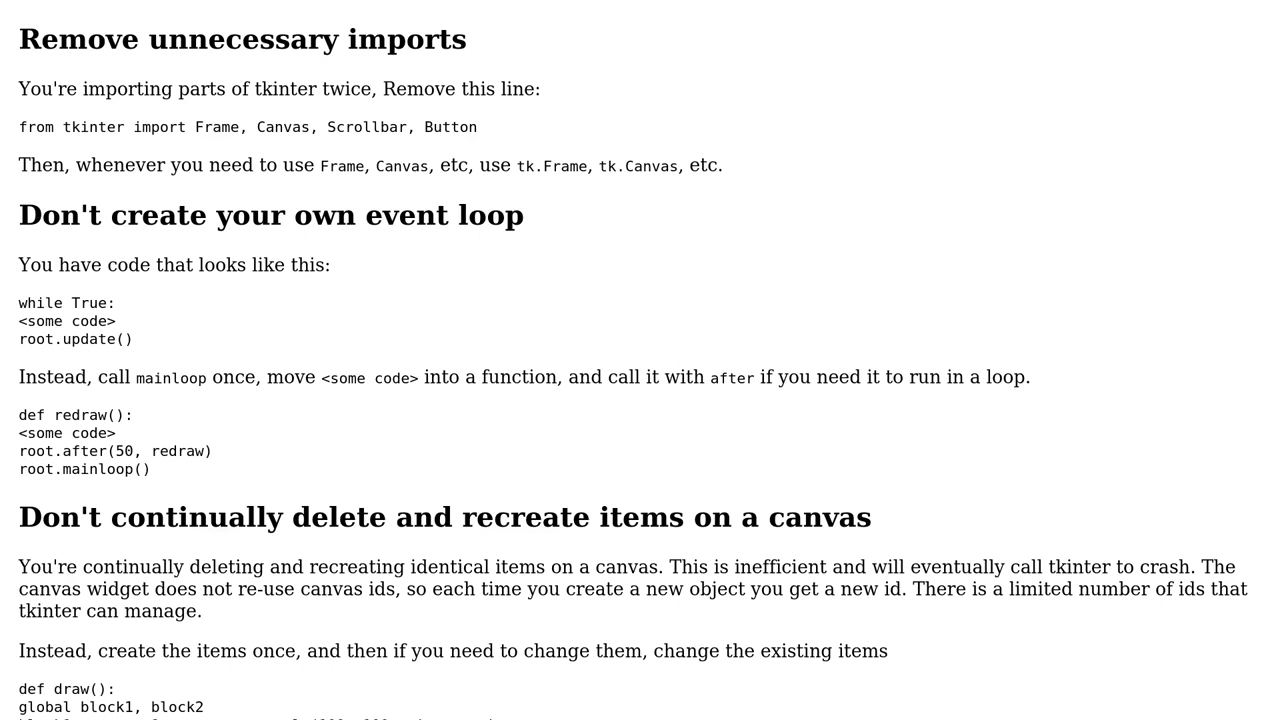 Remove unnecessary imports
You're importing parts of tkinter twice, Remove this line:
from tkinter import Frame, Canvas, Scrollbar, Button
Then, whenever you need to use Frame, Canvas, etc, use tk.Frame, tk.Canvas, etc.
Don't create your own event loop
You have code that looks like this:
while True:
<some code>
root.update()
Instead, call mainloop once, move <some code> into a function, and call it with after if you need it to run in a loop.
def redraw():
<some code>
root.after(50, redraw)
root.mainloop()
Don't continually delete and recreate items on a canvas
You're continually deleting and recreating identical items on a canvas. This is inefficient and will eventually call tkinter to crash. The
canvas widget does not re-use canvas ids, so each time you create a new object you get a new id. There is a limited number of ids that
tkinter can manage.
Instead, create the items once, and then if you need to change them, change the existing items
def draw():
global block1, block2